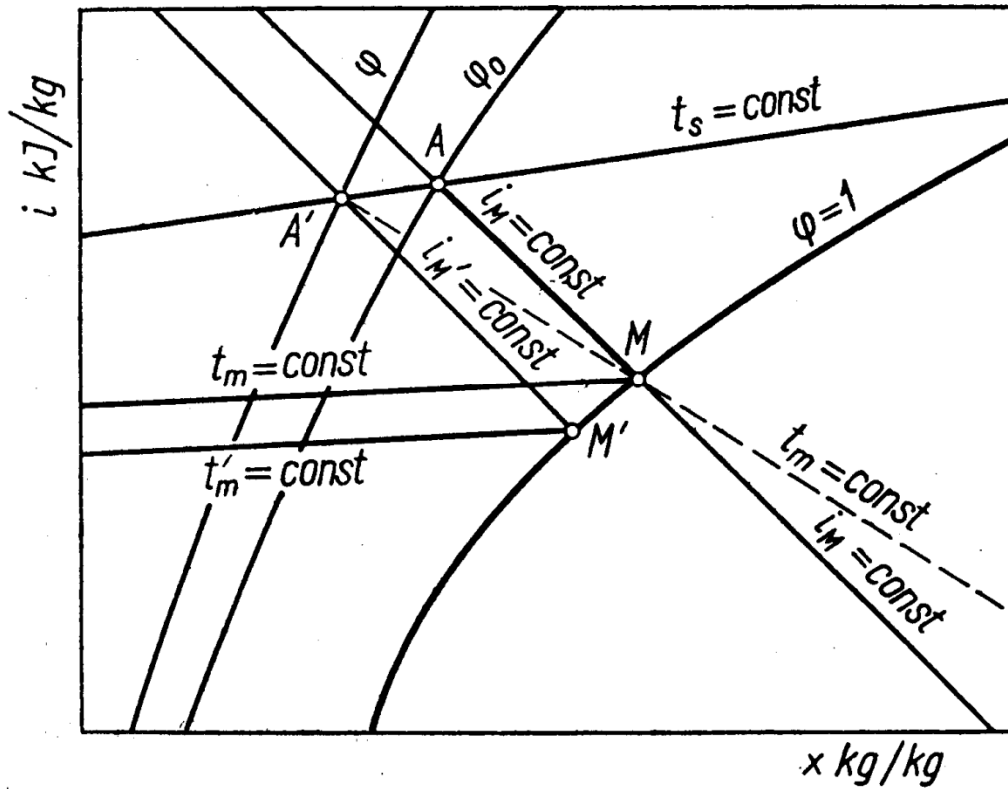 i kJ/kg
φ
φ⁰
t_s = const
A
A'
i_M = const
φ=1
i_M' = const
M
t_m = const
M'
t'_m = const
t_m = const
i_M = const
x kg/kg